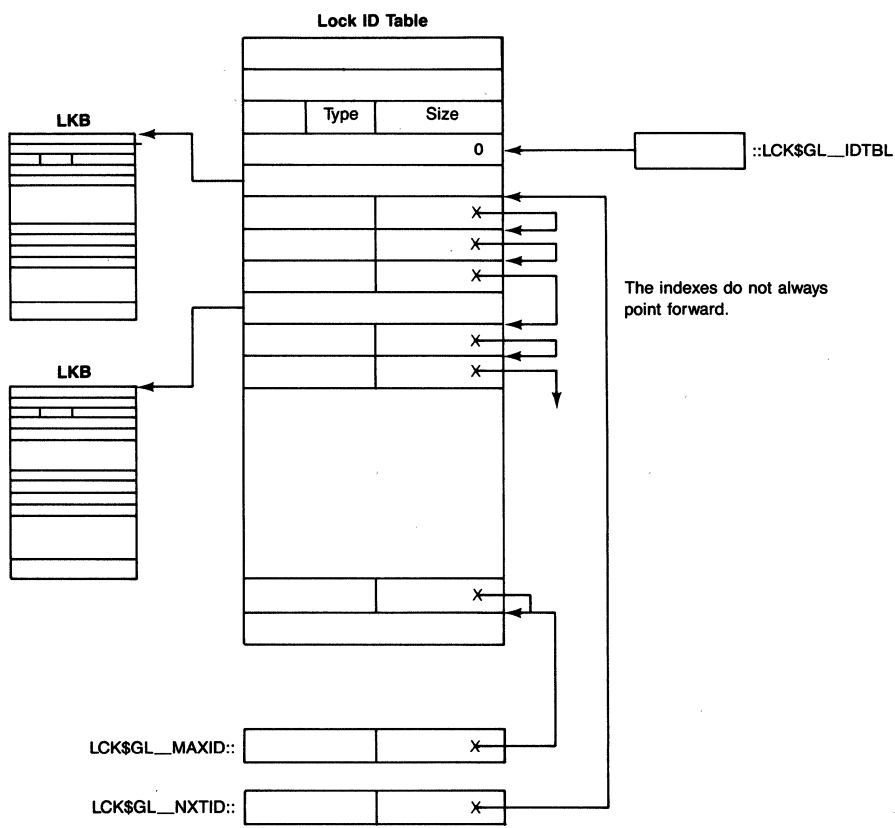 Lock ID Table
Type Size
LKB
0
::LCK$GL__IDTBL
X
X
X
The indexes do not always
point forward.
X
LKB
X
X
LCK$GL__MAXID:: X
LCK$GL__NXTID:: X